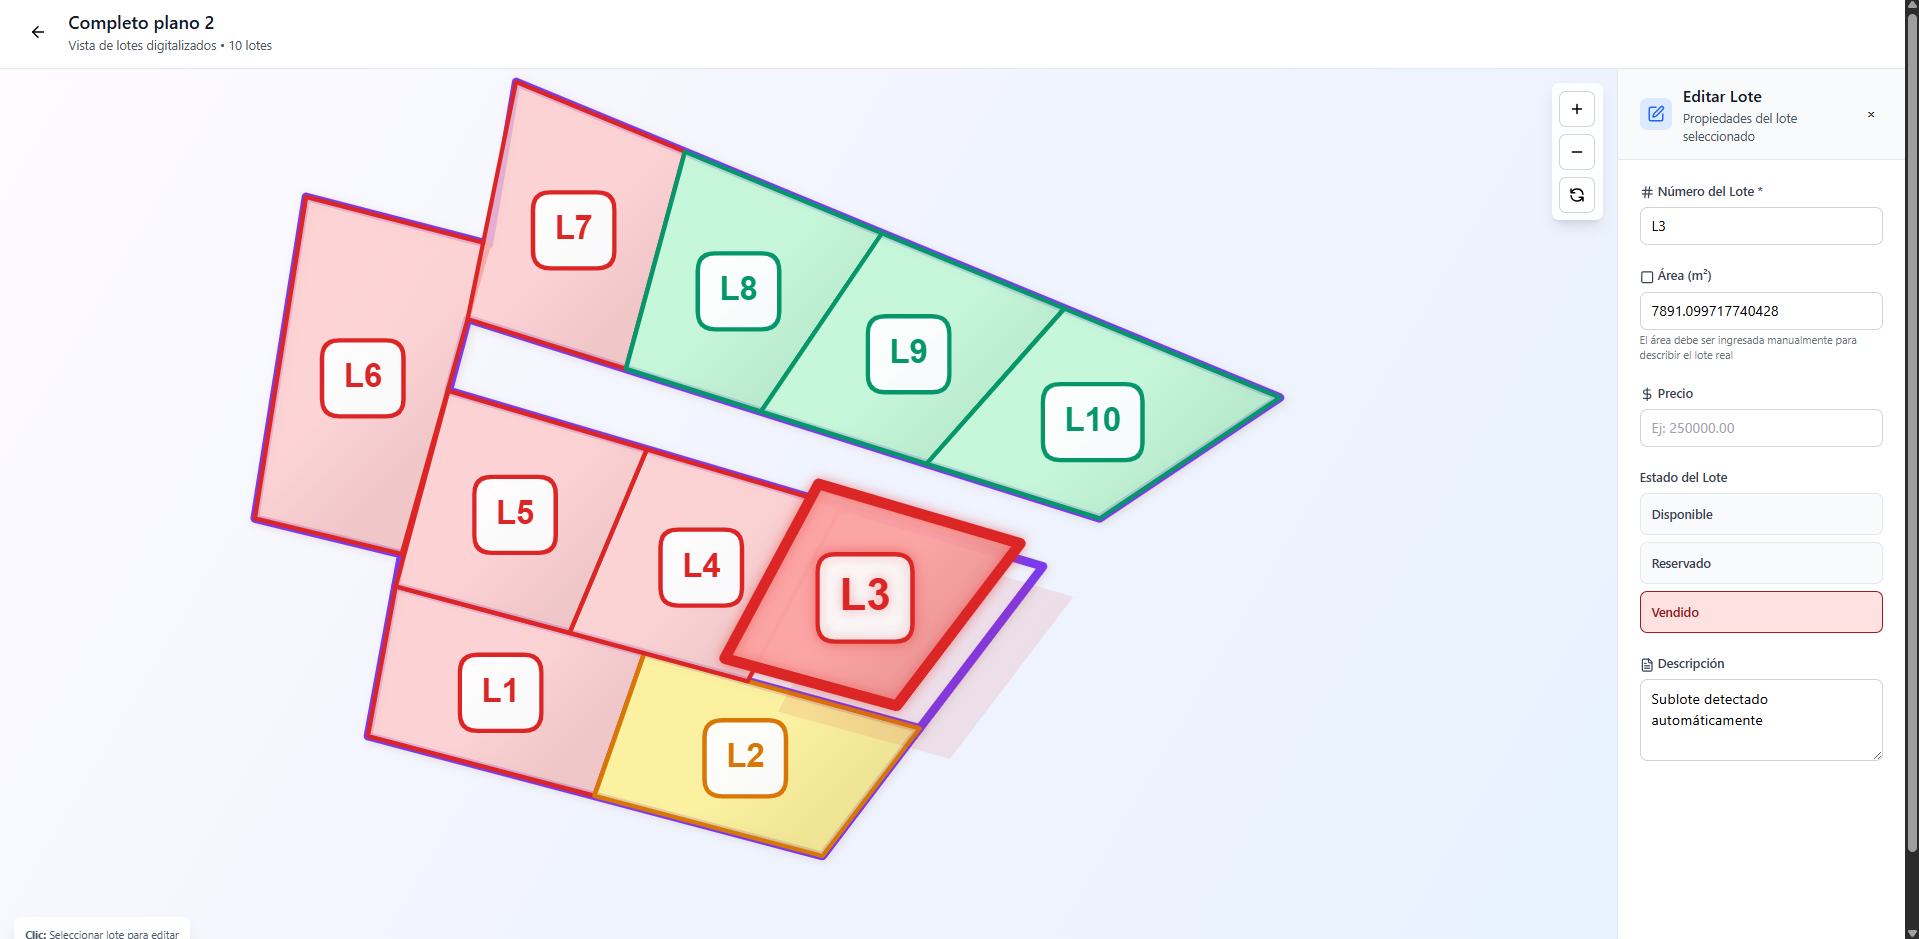 Completo plano 2
Vista de lotes digitalizados • 10 lotes
L7
L8
L6
L9
L10
L5
L4
L3
L1
L2
Clic: Seleccionar lote para editar
Editar Lote
Propiedades del lote
seleccionado
×
Número del Lote *
L3
Área (m²)
7891.099717740428
El área debe ser ingresada manualmente para
describir el lote real
$ Precio
Ej: 250000.00
Estado del Lote
Disponible
Reservado
Vendido
Descripción
Sublote detectado
automáticamente